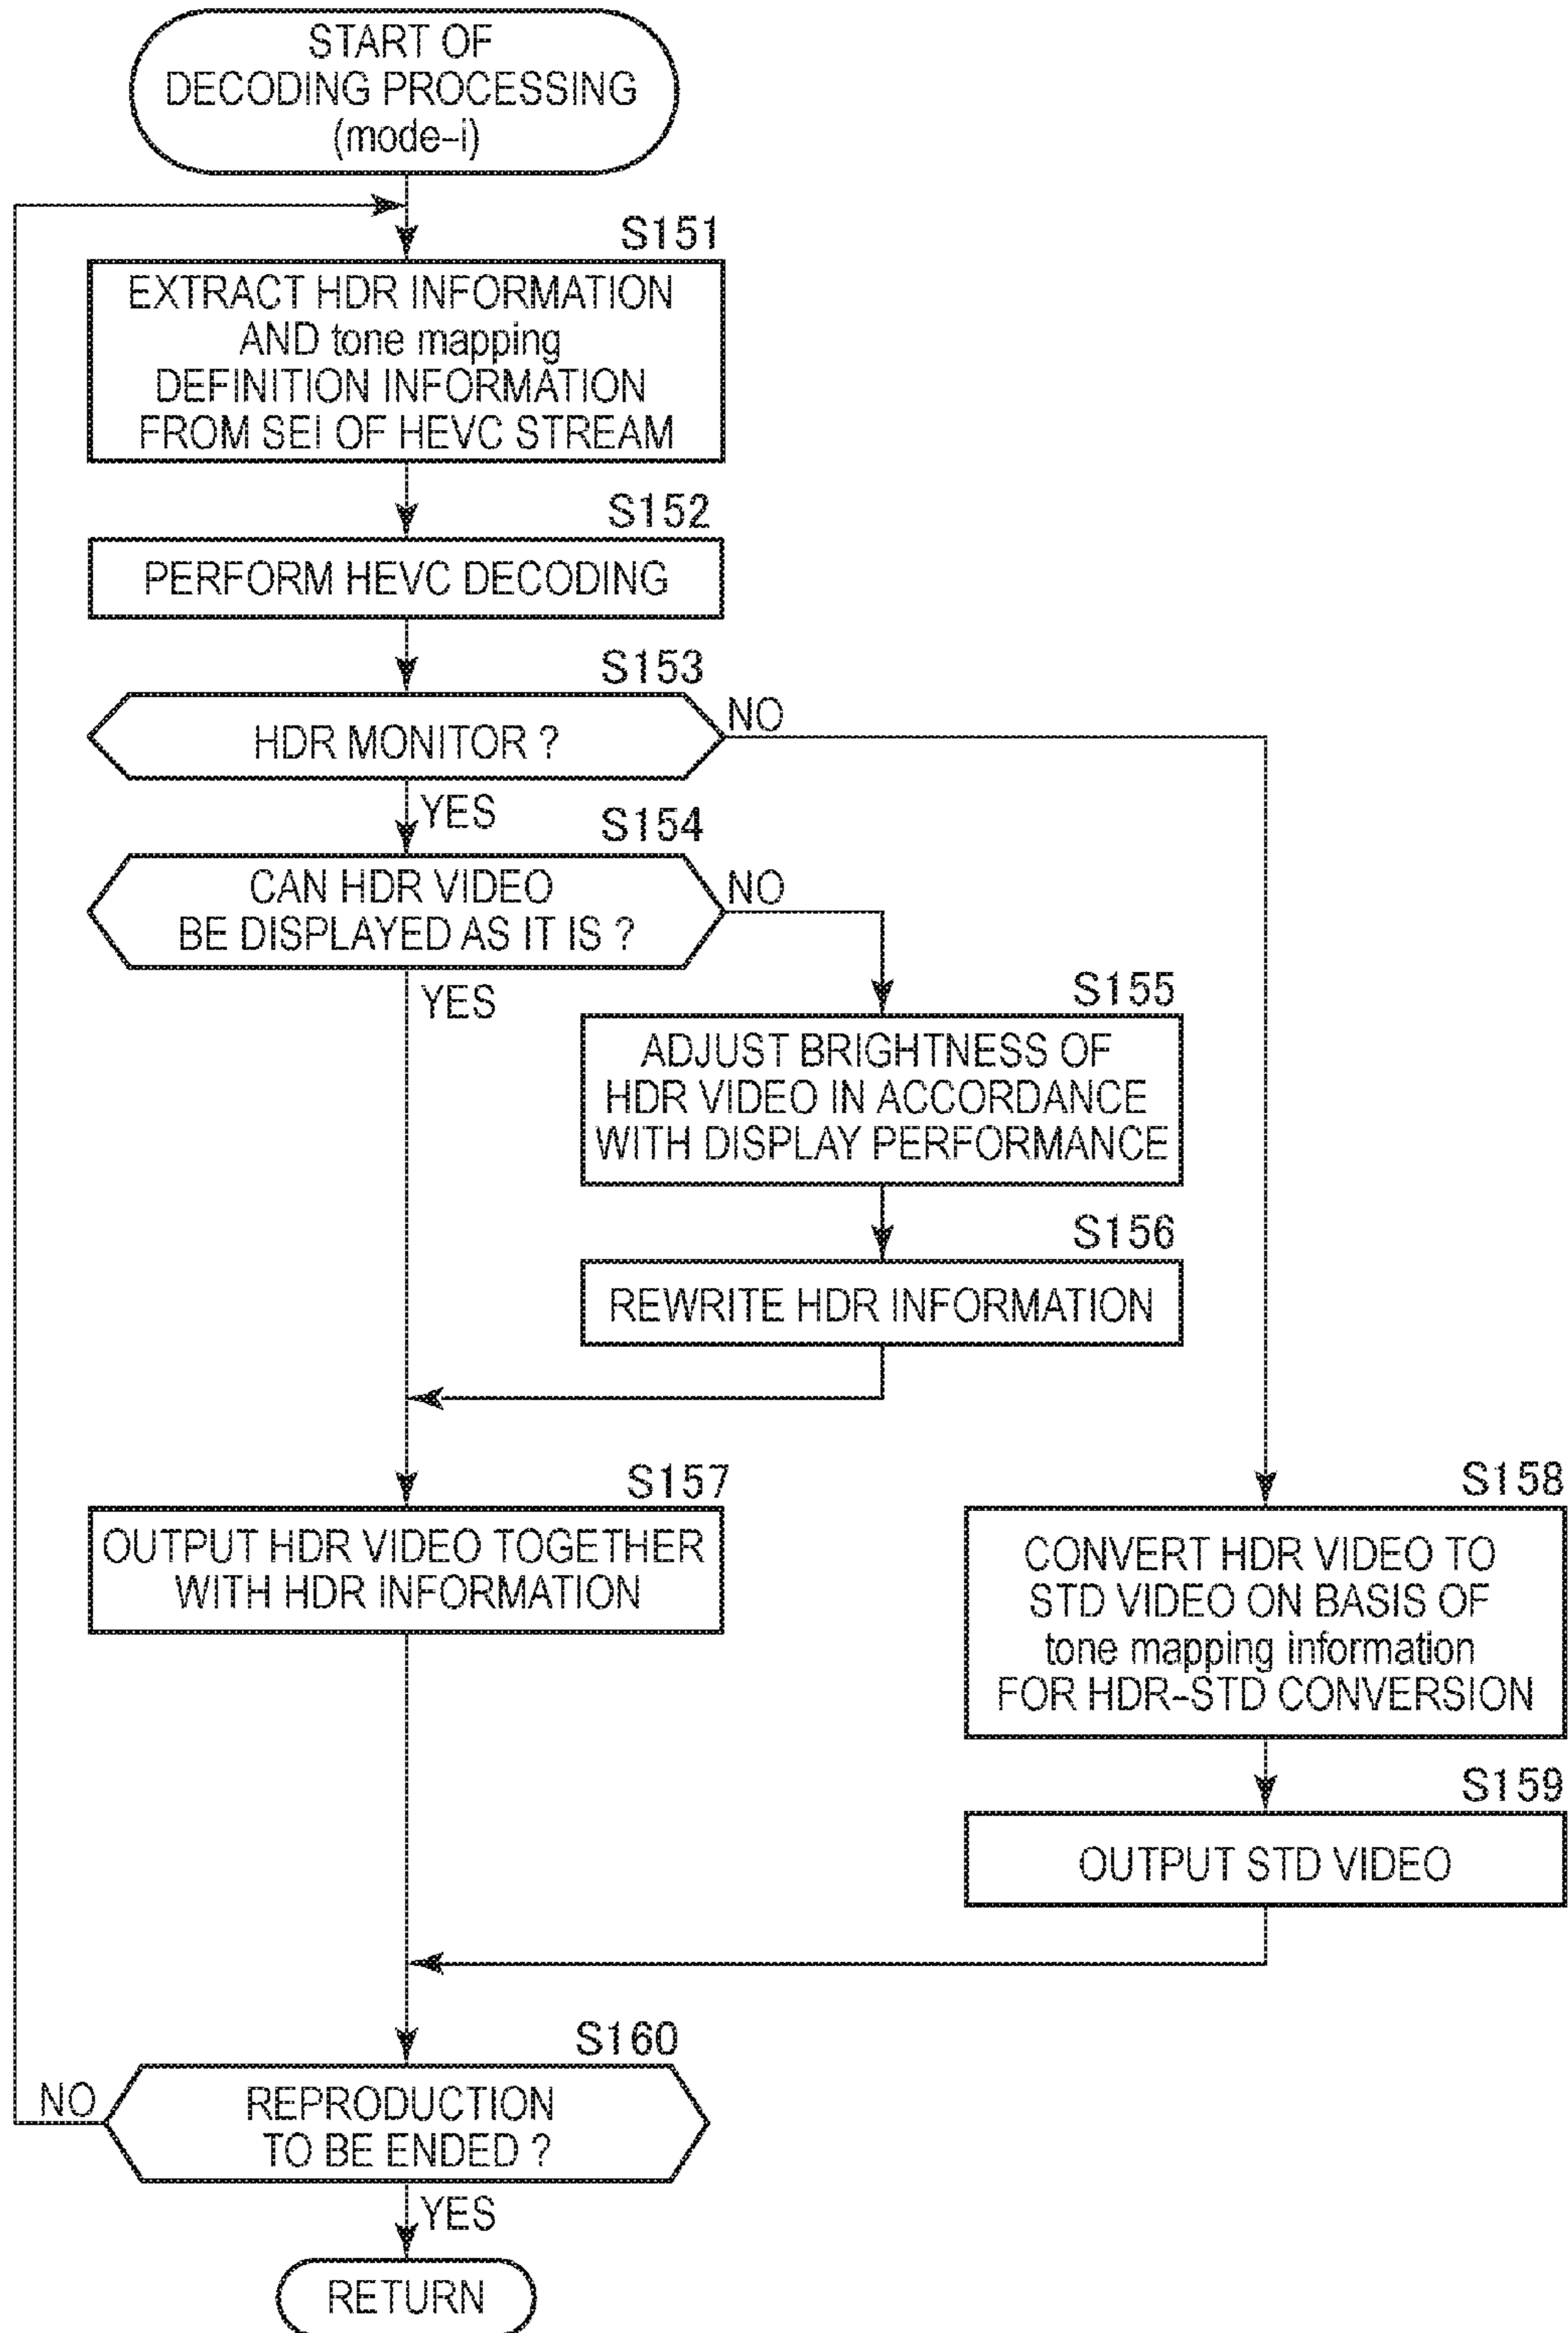 START OF
DECODING PROCESSING
(mode-i)
S151
EXTRACT HDR INFORMATION
AND tone mapping
DEFINITION INFORMATION
FROM SEI OF HEVC STREAM
S152
PERFORM HEVC DECODING
S153
HDR MONITOR ?
NO
YES
S154
CAN HDR VIDEO
BE DISPLAYED AS IT IS ?
NO
YES
S155
ADJUST BRIGHTNESS OF
HDR VIDEO IN ACCORDANCE
WITH DISPLAY PERFORMANCE
S156
REWRITE HDR INFORMATION
S157
OUTPUT HDR VIDEO TOGETHER
WITH HDR INFORMATION
S158
CONVERT HDR VIDEO TO
STD VIDEO ON BASIS OF
tone mapping information
FOR HDR-STD CONVERSION
S159
OUTPUT STD VIDEO
S160
REPRODUCTION
TO BE ENDED ?
NO
YES
RETURN